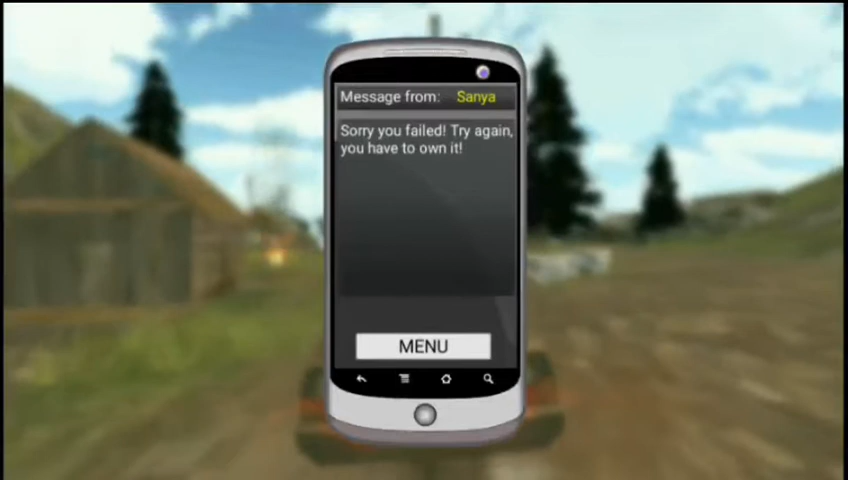 Message from: Sanya
Sorry you failed! Try again,
you have to own it!
MENU